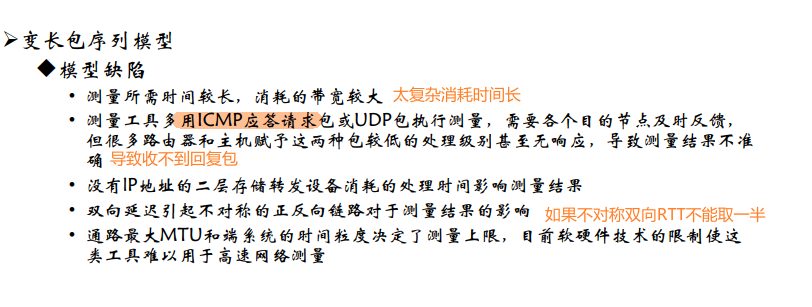 ➢变长包序列模型
◆模型缺陷
• 测量所需时间较长，消耗的带宽较大 太复杂消耗时间长
• 测量工具多用ICMP应答请求包或UDP包执行测量，需要各个目的节点及时反馈，
但很多路由器和主机赋予这两种包较低的处理级别甚至无响应，导致测量结果不准
确 导致收不到回复包
• 没有IP地址的二层存储转发设备消耗的处理时间影响测量结果
• 双向延迟引起不对称的正反向链路对于测量结果的影响 如果不对称双向RTT不能取一半
• 通路最大MTU和端系统的时间粒度决定了测量上限，目前软硬件技术的限制使这
类工具难以用于高速网络测量